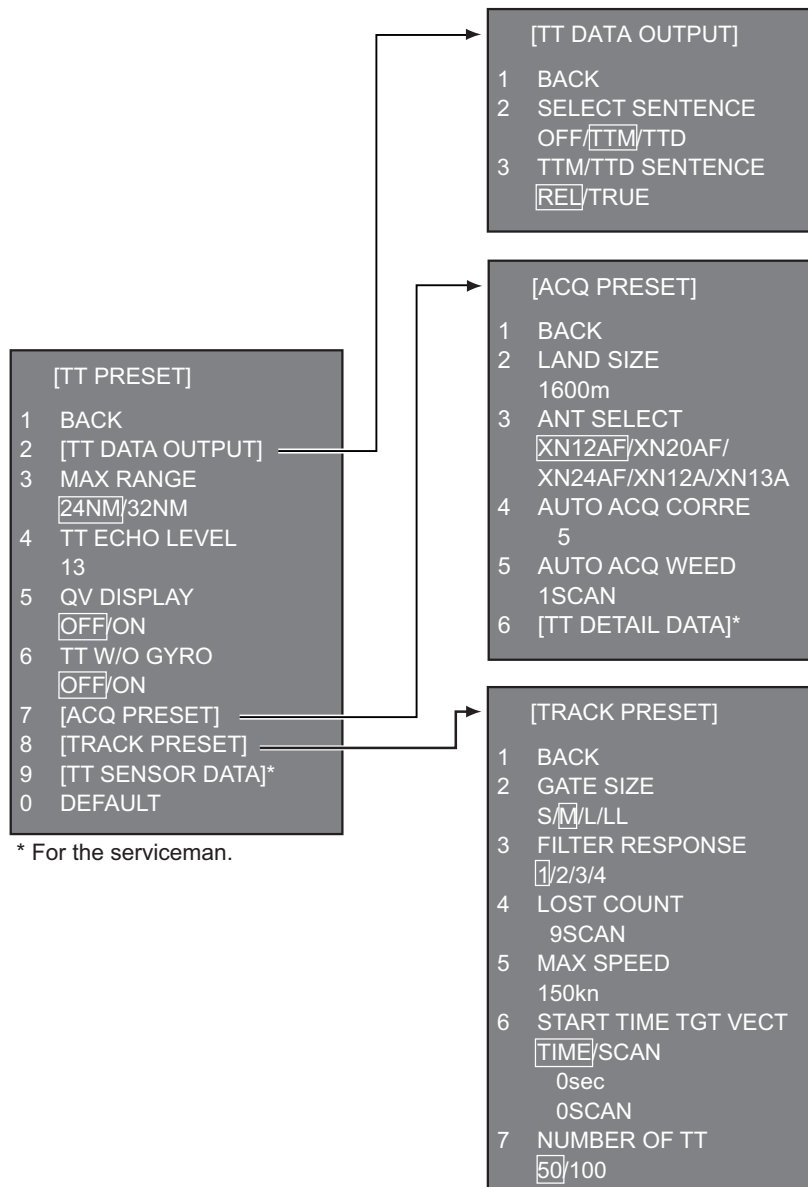 [TT DATA OUTPUT]
1 BACK
2 SELECT SENTENCE
OFF/TTM/TTD
3 TTM/TTD SENTENCE
REL/TRUE
[ACQ PRESET]
1 BACK
2 LAND SIZE
1600m
3 ANT SELECT
XN12AF/XN20AF/
XN24AF/XN12A/XN13A
4 AUTO ACQ CORRE
5
5 AUTO ACQ WEED
1SCAN
6 [TT DETAIL DATA]*
[TT PRESET]
1 BACK
2 [TT DATA OUTPUT]
3 MAX RANGE
24NM/32NM
4 TT ECHO LEVEL
13
5 QV DISPLAY
OFF/ON
6 TT W/O GYRO
OFF/ON
7 [ACQ PRESET]
8 [TRACK PRESET]
9 [TT SENSOR DATA]*
0 DEFAULT
* For the serviceman.
[TRACK PRESET]
1 BACK
2 GATE SIZE
S/M/L/LL
3 FILTER RESPONSE
1/2/3/4
4 LOST COUNT
9SCAN
5 MAX SPEED
150kn
6 START TIME TGT VECT
TIME/SCAN
0sec
0SCAN
7 NUMBER OF TT
50/100